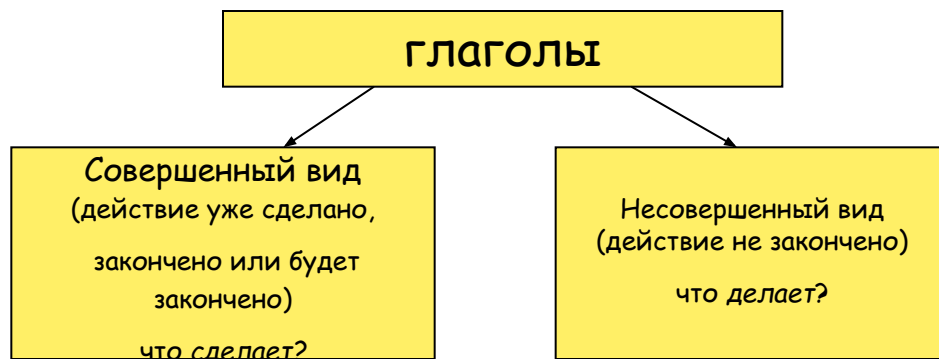 глаголы
Совершенный вид
(действие уже сделано,
закончено или будет
закончено)
что сделает?
Несовершенный вид
(действие не закончено)
что делает?